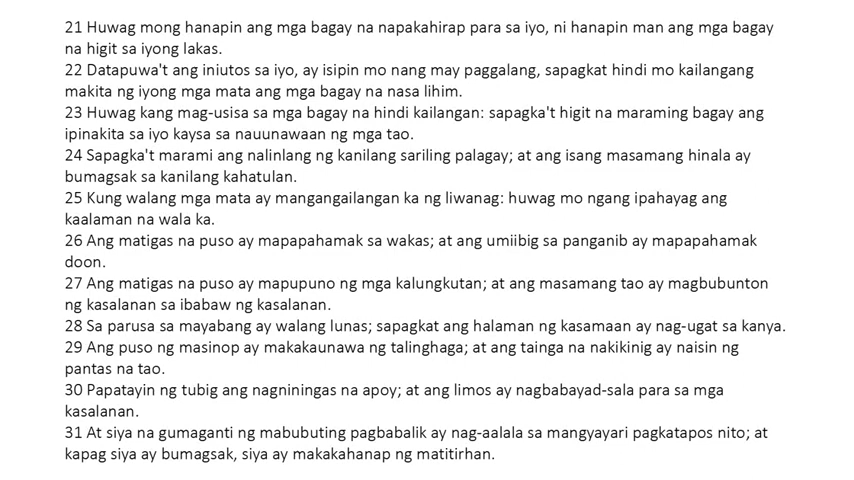 21 Huwag mong hanapin ang mga bagay na napakahirap para sa iyo, ni hanapin man ang mga bagay
na higit sa iyong lakas.
22 Datapuwa't ang iniutos sa iyo, ay isipin mo nang may paggalang, sapagkat hindi mo kailangang
makita ng iyong mga mata ang mga bagay na nasa lihim.
23 Huwag kang mag-usisa sa mga bagay na hindi kailangan: sapagka't higit na maraming bagay ang
ipinakita sa iyo kaysa sa nauunawaan ng mga tao.
24 Sapagka't marami ang nalinlang ng kanilang sariling palagay; at ang isang masamang hinala ay
bumagsak sa kanilang kahatulan.
25 Kung walang mga mata ay mangangailangan ka ng liwanag: huwag mo ngang ipahayag ang
kaalaman na wala ka.
26 Ang matigas na puso ay mapapahamak sa wakas; at ang umiibig sa panganib ay mapapahamak
doon.
27 Ang matigas na puso ay mapupuno ng mga kalungkutan; at ang masamang tao ay magbubunton
ng kasalanan sa ibabaw ng kasalanan.
28 Sa parusa sa mayabang ay walang lunas; sapagkat ang halaman ng kasamaan ay nag-ugat sa kanya.
29 Ang puso ng masinop ay makakaunawa ng talinghaga; at ang tainga na nakikinig ay naisin ng
pantas na tao.
30 Papatayin ng tubig ang nagniningas na apoy; at ang limos ay nagbabayad-sala para sa mga
kasalanan.
31 At siya na gumaganti ng mabubuting pagbabalik ay nag-aalala sa mangyayari pagkatapos nito; at
kapag siya ay bumagsak, siya ay makakahanap ng matitirhan.